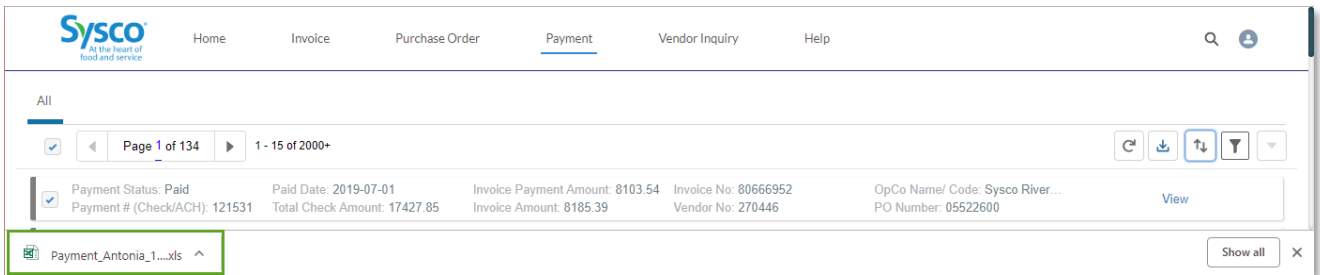 Sysco
At the heart of
food and service
Home Invoice Purchase Order Payment Vendor Inquiry Help
All
Page 1 of 134 1 - 15 of 2000+
Payment Status: Paid Paid Date: 2019-07-01 Invoice Payment Amount: 8103.54 Invoice No: 80666952 OpCo Name/ Code: Sysco River... View
Payment # (Check/ACH): 121531 Total Check Amount: 17427.85 Invoice Amount: 8185.39 Vendor No: 270446 PO Number: 05522600
Payment_Antonia_1....xls Show all